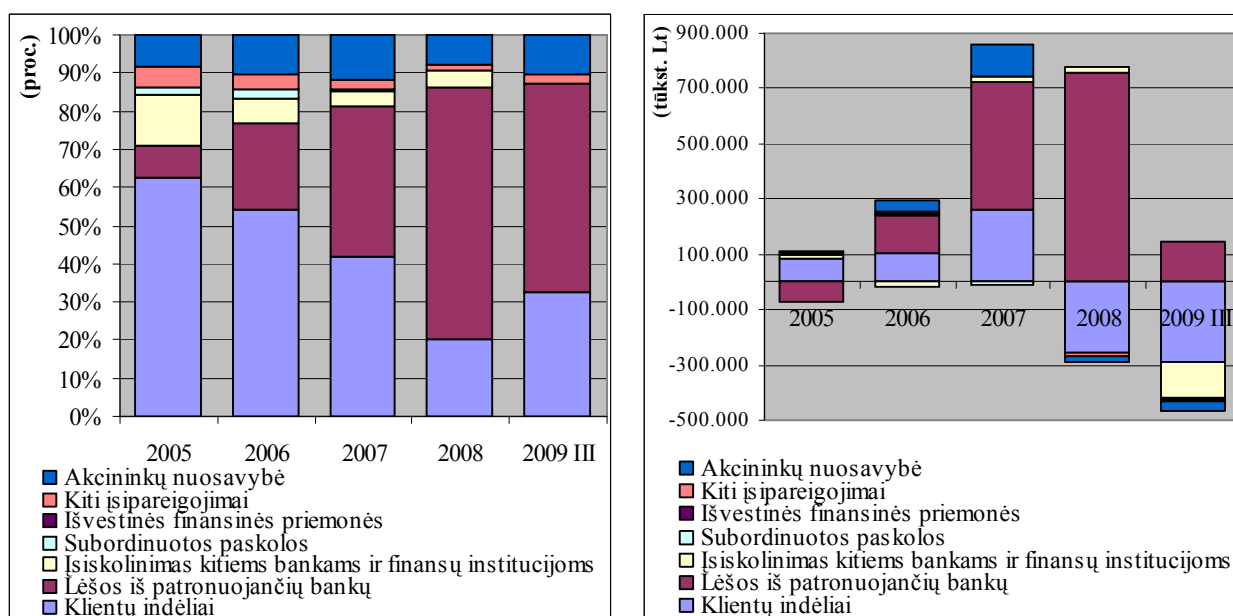 (proc.)
100%
90%
80%
70%
60%
50%
40%
30%
20%
10%
0%
2005 2006 2007 2008 2009 III
Akcininkų nuosavybė
Kiti įsipareigojimai
Išvestinės finansinės priemonės
Subordinuotos paskolos
Įsiskolinimas kitiems bankams ir finansų institucijoms
Lėšos iš patronuojančių bankų
Klientų indėliai
(tūkst. Lt)
900.000
700.000
500.000
300.000
100.000
-100.000
-300.000
-500.000
2005 2006 2007 2008 2009 III
Akcininkų nuosavybė
Kiti įsipareigojimai
Išvestinės finansinės priemonės
Subordinuotos paskolos
Įsiskolinimas kitiems bankams ir finansų institucijoms
Lėšos iš patronuojančių bankų
Klientų indėliai